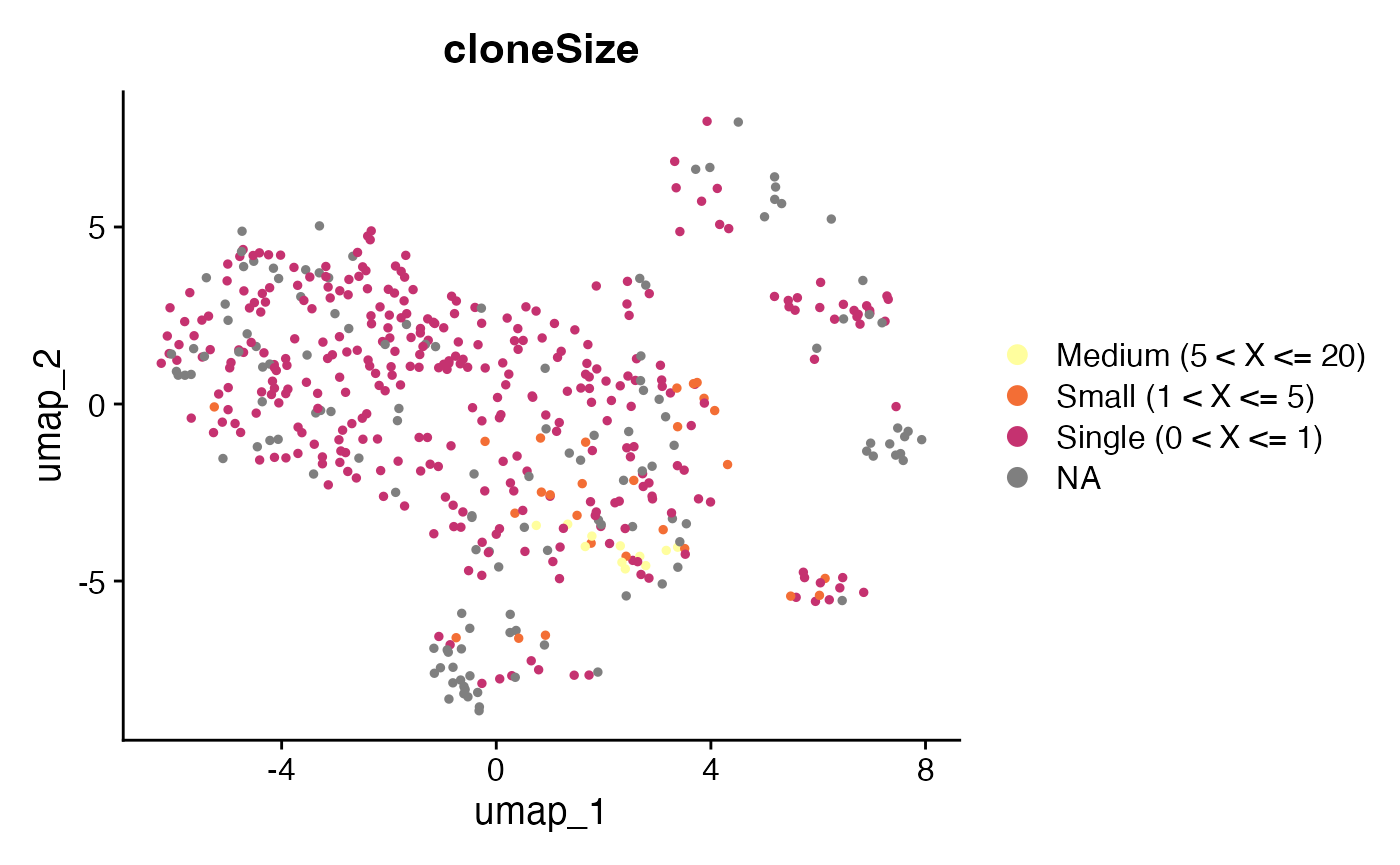 cloneSize
umap_2
5
0
-5
-4
0
4
8
umap_1
Medium (5 < X <= 20)
Small (1 < X <= 5)
Single (0 < X <= 1)
NA